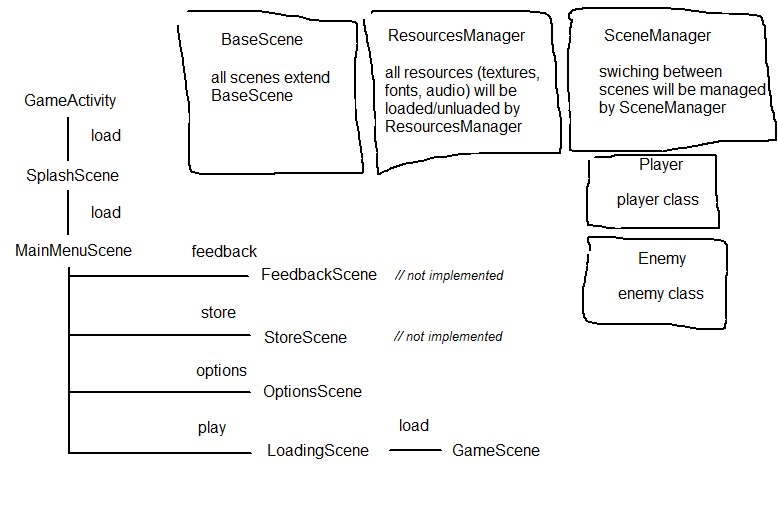 BaseScene
all scenes extend
BaseScene
ResourcesManager
all resources (textures,
fonts, audio) will be
loaded/unluaded by
ResourcesManager
SceneManager
swiching between
scenes will be managed
by SceneManager
Player
player class
Enemy
enemy class
GameActivity
load
SplashScene
load
MainMenuScene
feedback
FeedbackScene // not implemented
store
StoreScene // not implemented
options
OptionsScene
play
LoadingScene
load
GameScene